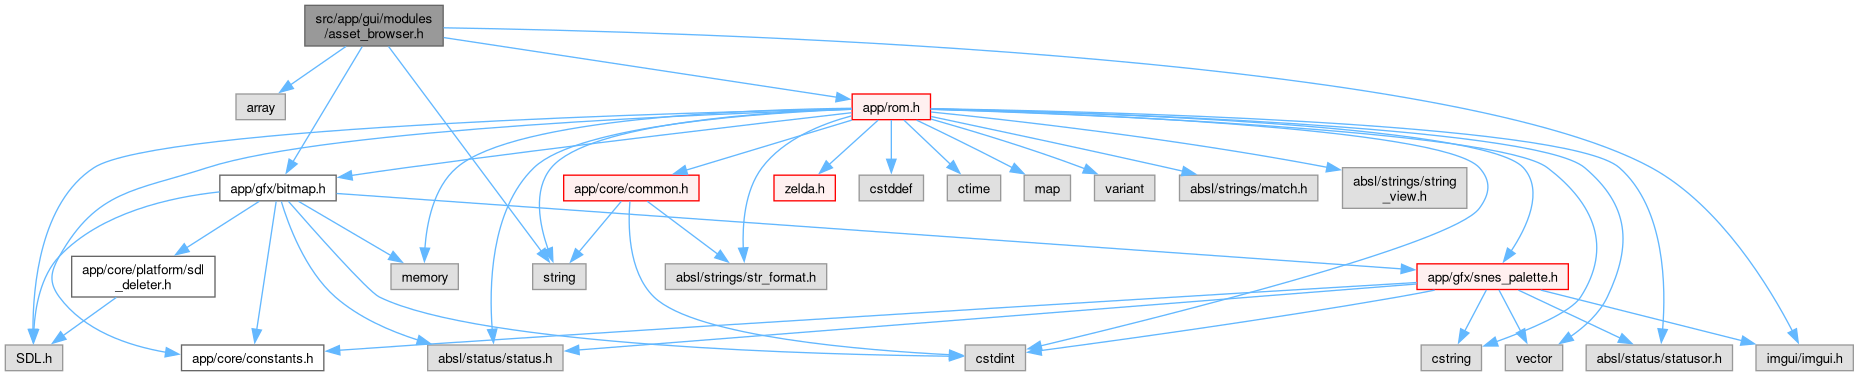 src/app/gui/modules
/asset_browser.h
array
app/rom.h
app/gfx/bitmap.h
app/core/common.h
zelda.h
cstddef
ctime
map
variant
absl/strings/match.h
absl/strings/string
_view.h
app/core/platform/sdl
_deleter.h
memory
string
absl/strings/str_format.h
app/gfx/snes_palette.h
SDL.h
app/core/constants.h
absl/status/status.h
cstdint
cstring
vector
absl/status/statusor.h
imgui/imgui.h